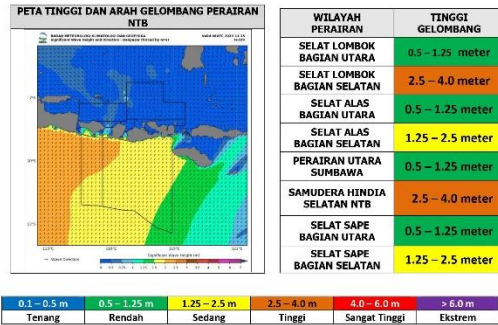 PETA TINGGI DAN ARAH GELOMBANG PERAIRAN
NTB
BADAN METEOROLOGI KLIMATOLOGI DAN GEOFISIKA
Wave Direction
Significant Wave Height (m)
WILAYAH PERAIRAN TINGGI GELOMBANG
SELAT LOMBOK BAGIAN UTARA 0.5 – 1.25 meter
SELAT LOMBOK BAGIAN SELATAN 2.5 – 4.0 meter
SELAT ALAS BAGIAN UTARA 0.5 – 1.25 meter
SELAT ALAS BAGIAN SELATAN 1.25 – 2.5 meter
PERAIRAN UTARA SUMBAWA 0.5 – 1.25 meter
SAMUDERA HINDIA SELATAN NTB 2.5 – 4.0 meter
SELAT SAPE BAGIAN UTARA 0.5 – 1.25 meter
SELAT SAPE BAGIAN SELATAN 1.25 – 2.5 meter
0.1 – 0.5 m 0.5 – 1.25 m 1.25 – 2.5 m 2.5 – 4.0 m 4.0 – 6.0 m > 6.0 m
Tenang Rendah Sedang Tinggi Sangat Tinggi Ekstrem